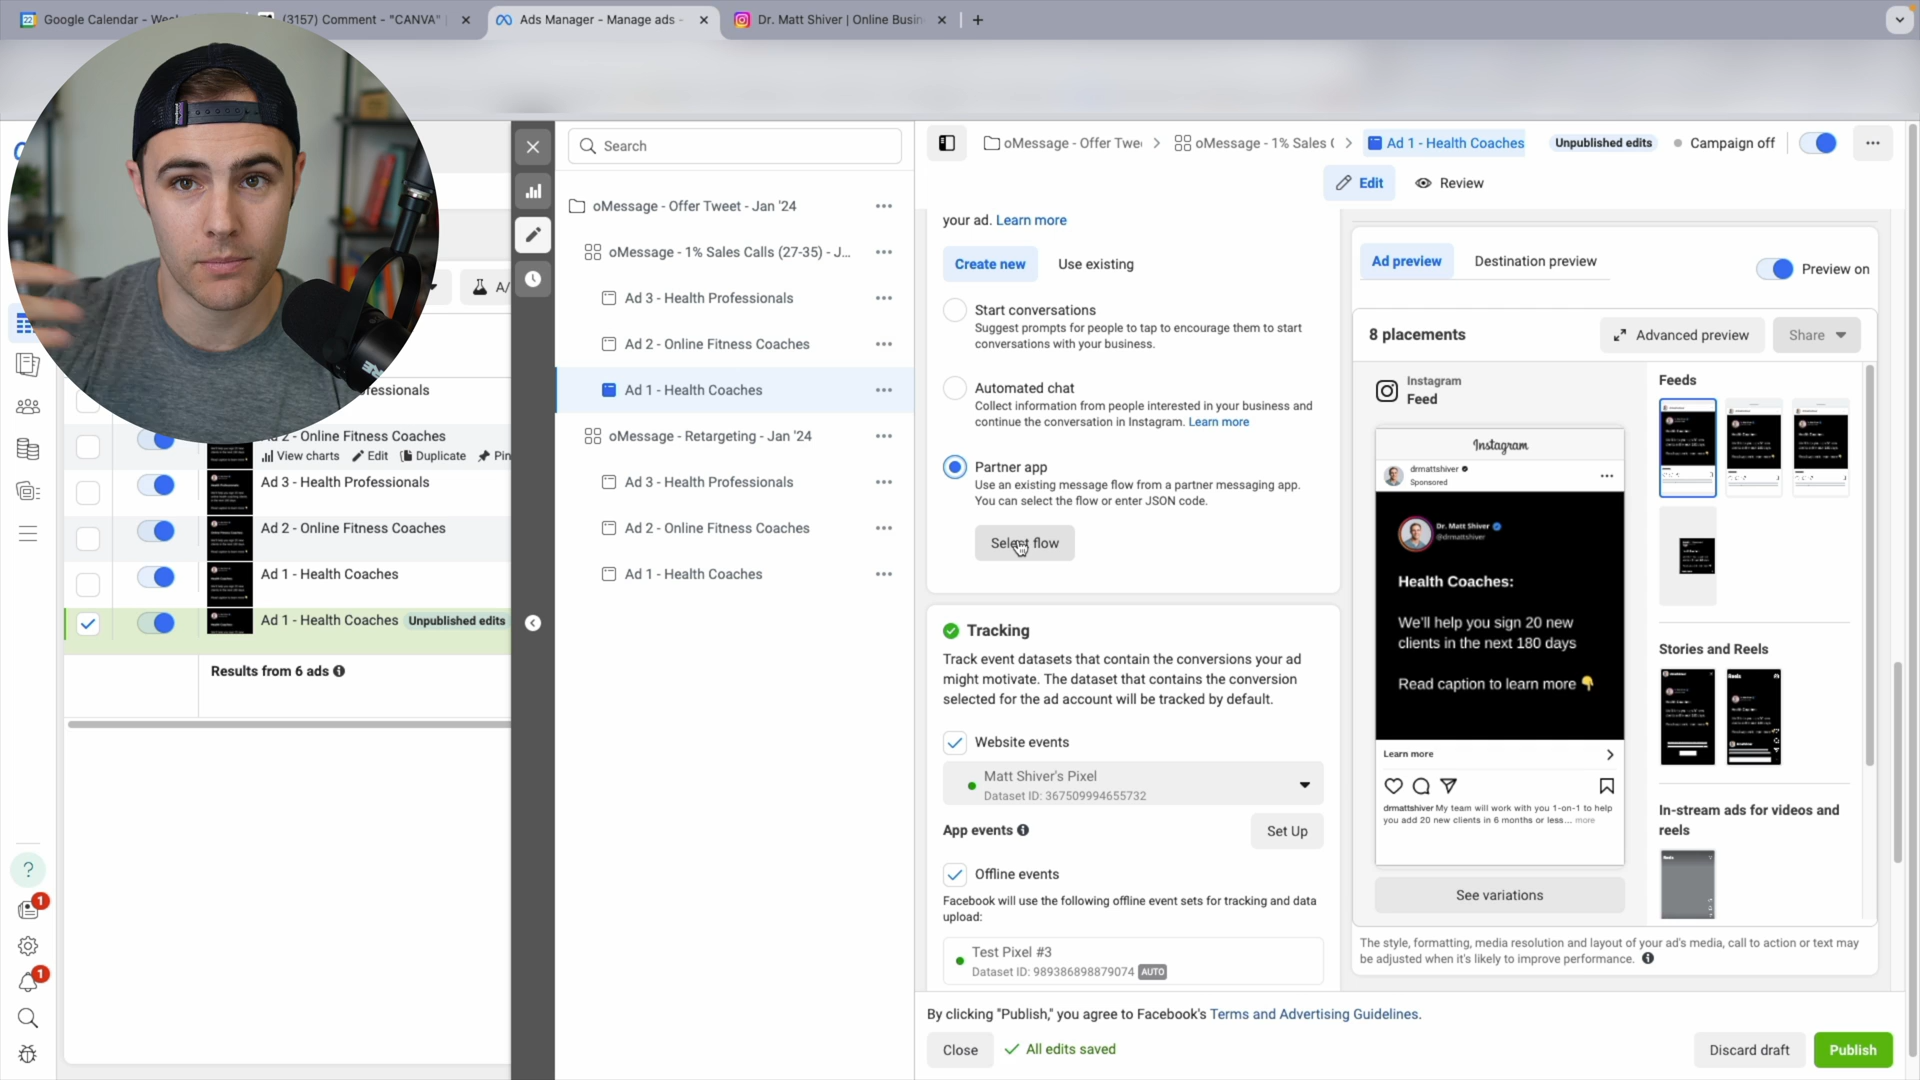 Google Calendar - Wee
(3157) Comment - "CANVA"
Ads Manager - Manage ads -
Dr. Matt Shiver | Online Busin
Search
oMessage - Offer Twe
oMessage - 1% Sales (
Ad 1 - Health Coaches
Unpublished edits
Campaign off
Edit
Review
oMessage - Offer Tweet - Jan '24
oMessage - 1% Sales Calls (27-35) - J...
Ad 3 - Health Professionals
Ad 2 - Online Fitness Coaches
Ad 1 - Health Coaches
oMessage - Retargeting - Jan '24
Ad 3 - Health Professionals
Ad 2 - Online Fitness Coaches
Ad 1 - Health Coaches
A/
fessionals
Ad 2 - Online Fitness Coaches
View charts
Edit
Duplicate
Pin
Ad 3 - Health Professionals
Ad 2 - Online Fitness Coaches
Ad 1 - Health Coaches
Ad 1 - Health Coaches
Unpublished edits
Results from 6 ads
1
1
your ad. Learn more
Create new
Use existing
Start conversations
Suggest prompts for people to tap to encourage them to start
conversations with your business.
Automated chat
Collect information from people interested in your business and
continue the conversation in Instagram. Learn more
Partner app
Use an existing message flow from a partner messaging app.
You can select the flow or enter JSON code.
Select flow
Tracking
Track event datasets that contain the conversions your ad
might motivate. The dataset that contains the conversion
selected for the ad account will be tracked by default.
Website events
Matt Shiver's Pixel
Dataset ID: 367509994655732
App events
Set Up
Offline events
Facebook will use the following offline event sets for tracking and data
upload:
Test Pixel #3
Dataset ID: 989386898879074
AUTO
Ad preview
Destination preview
Preview on
8 placements
Advanced preview
Share
Instagram
Feed
Instagram
drmattshiver
Sponsored
Dr. Matt Shiver
@drmattshiver
Health Coaches:
We'll help you sign 20 new
clients in the next 180 days
Read caption to learn more 👇
Learn more
drmattshiver My team will work with you 1-on-1 to help
you add 20 new clients in 6 months or less... more
See variations
Feeds
Stories and Reels
In-stream ads for videos and
reels
The style, formatting, media resolution and layout of your ad's media, call to action or text may
be adjusted when it's likely to improve performance.
By clicking "Publish," you agree to Facebook's Terms and Advertising Guidelines.
Close
All edits saved
Discard draft
Publish